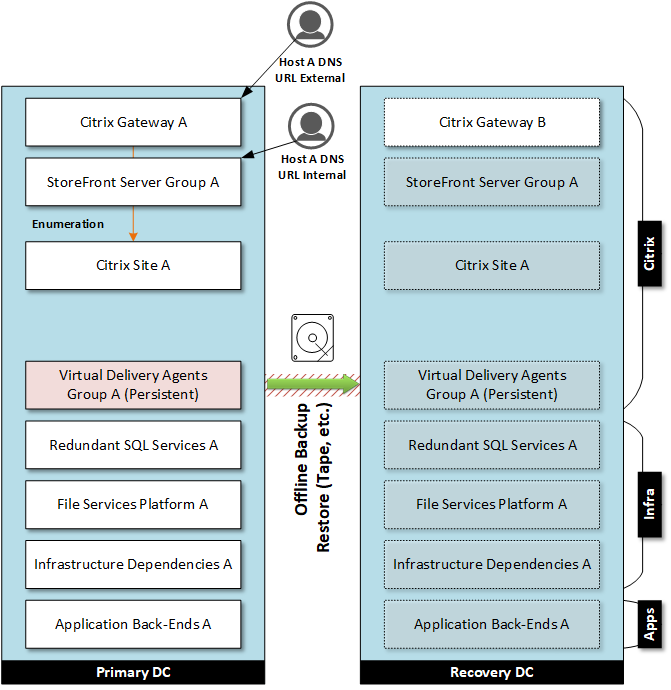 Host A DNS
URL External
Host A DNS
URL Internal
Citrix Gateway A
StoreFront Server Group A
Enumeration
Citrix Site A
Virtual Delivery Agents
Group A (Persistent)
Redundant SQL Services A
File Services Platform A
Infrastructure Dependencies A
Application Back-Ends A
Primary DC
Offline Backup
Restore (Tape, etc.)
Citrix Gateway B
StoreFront Server Group A
Citrix Site A
Virtual Delivery Agents
Group A (Persistent)
Redundant SQL Services A
File Services Platform A
Infrastructure Dependencies A
Application Back-Ends A
Recovery DC
Citrix
Infra
Apps